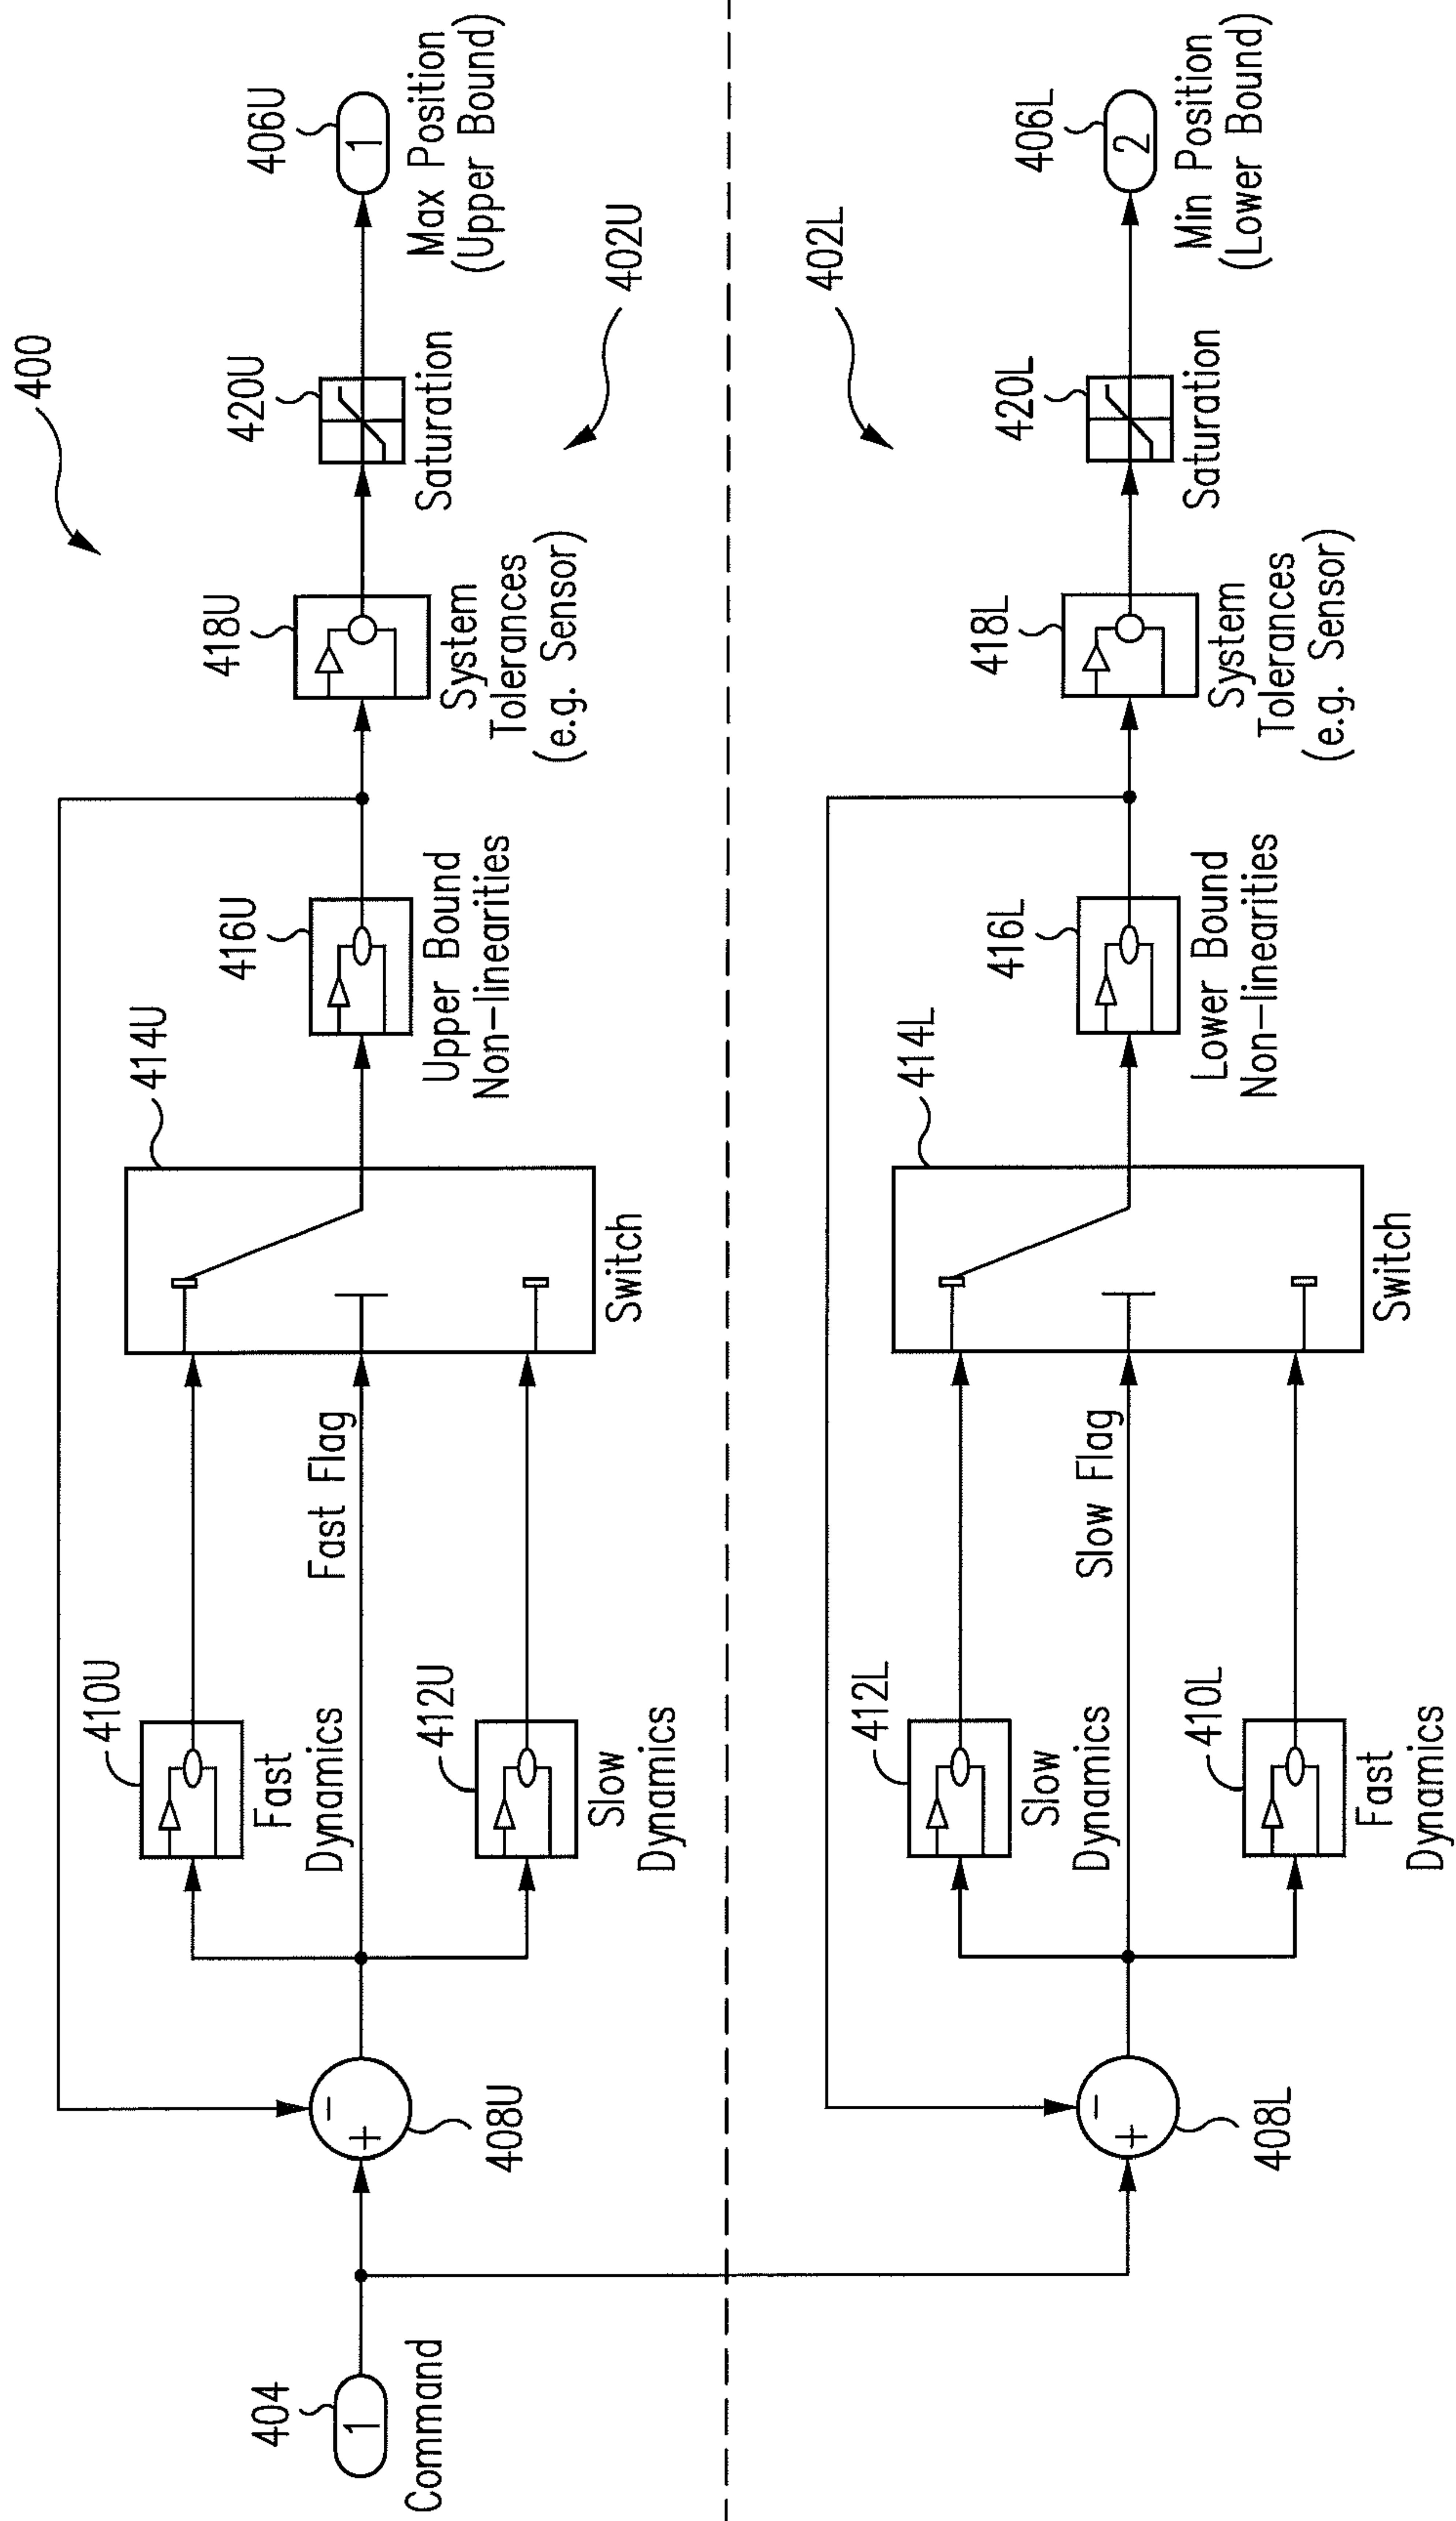 400
404
1
Command
408U
+
−
410U
Fast
Dynamics
Fast Flag
412U
Slow
Dynamics
414U
Switch
416U
Upper Bound
Non-linearities
418U
System
Tolerances
(e.g. Sensor)
420U
Saturation
406U
1
Max Position
(Upper Bound)
402U
402L
408L
+
−
412L
Slow
Dynamics
Slow Flag
410L
Fast
Dynamics
414L
Switch
416L
Lower Bound
Non-linearities
418L
System
Tolerances
(e.g. Sensor)
420L
Saturation
406L
2
Min Position
(Lower Bound)